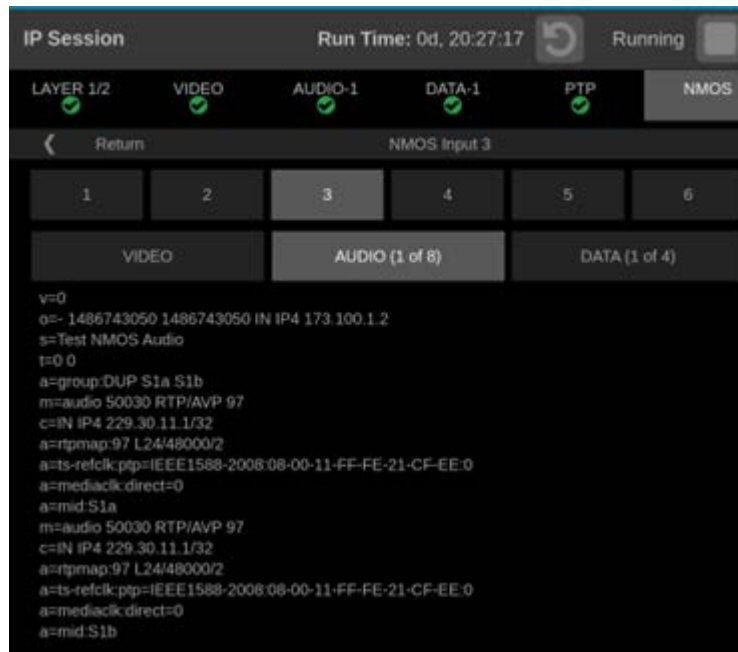 IP Session Run Time: 0d, 20:27:17 Running
LAYER 1/2 VIDEO AUDIO-1 DATA-1 PTP NMOS
Return NMOS Input 3
1 2 3 4 5 6
VIDEO AUDIO (1 of 8) DATA (1 of 4)
v=0
o=- 1486743050 1486743050 IN IP4 173.100.1.2
s=Test NMOS Audio
t=0 0
a=group:DUP S1a S1b
m=audio 50030 RTP/AVP 97
c=IN IP4 229.30.11.1/32
a=rtpmap:97 L24/48000/2
a=ts-refclk:ptp=IEEE1588-2008:08-00-11-FF-FE-21-CF-EE:0
a=mediaclk:direct=0
a=mid:S1a
m=audio 50030 RTP/AVP 97
c=IN IP4 229.30.11.1/32
a=rtpmap:97 L24/48000/2
a=ts-refclk:ptp=IEEE1588-2008:08-00-11-FF-FE-21-CF-EE:0
a=mediaclk:direct=0
a=mid:S1b